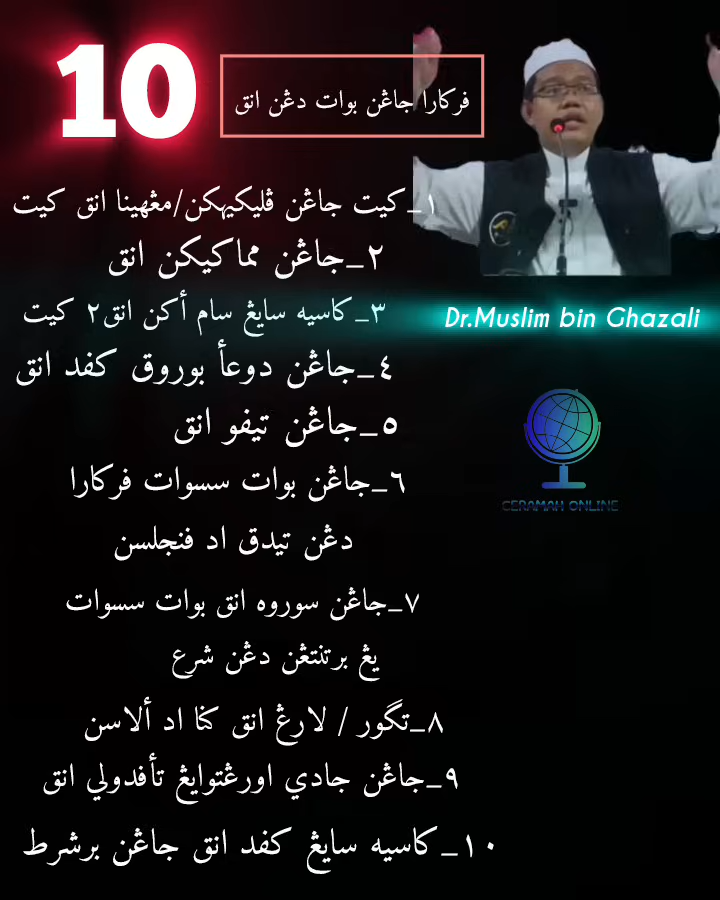 10
فركارا جاڠن بوات دڠن انق
١_كيت جاڠن ڤليكيهكن/مڠهينا انق كيت
٢_جاڠن مماكيكن انق
٣_كاسيه سايڠ سام أكن انق٢ كيت
Dr.Muslim bin Ghazali
٤_جاڠن دوعأ بوروق كفد انق
٥_جاڠن تيفو انق
٦_جاڠن بوات سسوات فركارا
CERAMAH ONLINE
دڠن تيدق اد فنجلسن
٧_جاڠن سوروه انق بوات سسوات
يڠ برتنتڠن دڠن شرع
٨_تگور / لارڠ انق كنا اد ألاسن
٩_جاڠن جادي اورڠتوايڠ تأفدولي انق
١٠_كاسيه سايڠ كفد انق جاڠن برشرط